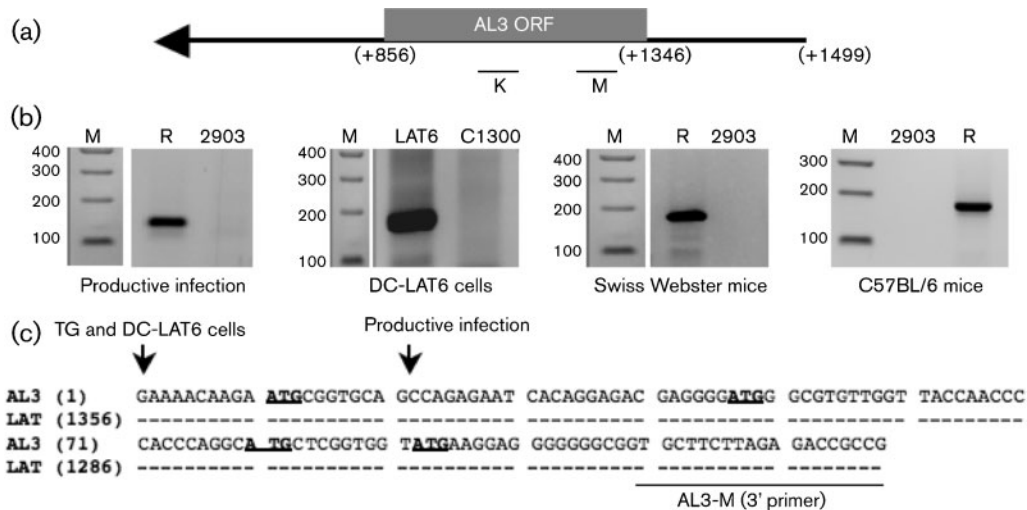 (a)
AL3 ORF
(+856)
(+1346)
(+1499)
K
M
(b)
M R 2903
400
300
200
100
Productive infection
M LAT6 C1300
400
300
200
100
DC-LAT6 cells
M R 2903
400
300
200
100
Swiss Webster mice
M 2903 R
300
200
100
C57BL/6 mice
(c)
TG and DC-LAT6 cells
Productive infection
AL3 (1) GAAAACAAGA ATGCGGTGCA GCCAGAGAAT CACAGGAGAC GAGGGGATGG GCGTGTTGGT TACCAACCC
LAT (1356) ---------- ---------- ---------- ---------- ---------- ---------- ---------
AL3 (71) CACCCAGGCA TGCTCGGTGG TATGAAGGAG GGGGGGCGGT GCTTCTTAGA GACCGCCG
LAT (1286) ---------- ---------- ---------- ---------- ---------- --------
AL3-M (3' primer)